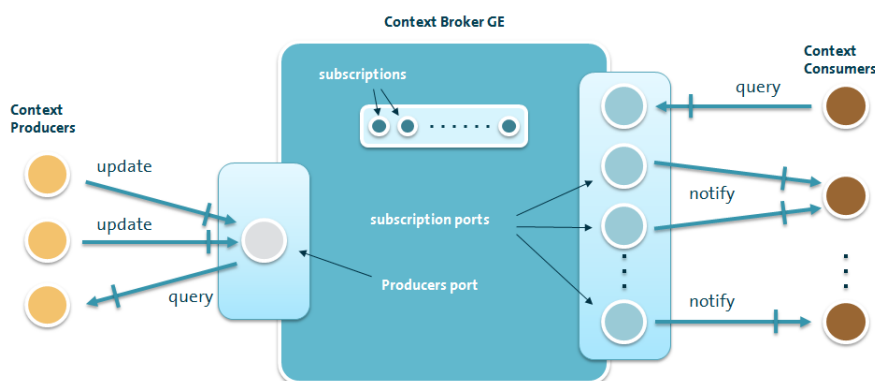 Context Broker GE
subscriptions
Context
Consumers
query
Context
Producers
update
notify
update
subscription ports
Producers port
query
notify